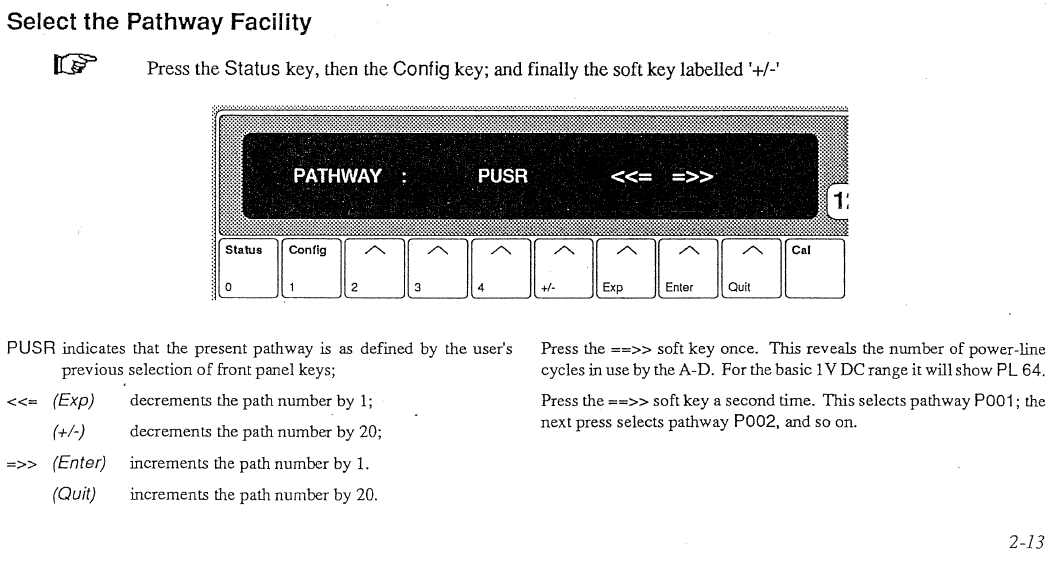 Select the Pathway Facility
Press the Status key, then the Config key; and finally the soft key labelled '+/-'
PATHWAY : PUSR <<= =>>
Status Config Cal
0 1 2 3 4 +/- Exp Enter Quit
PUSR indicates that the present pathway is as defined by the user's
previous selection of front panel keys;
<<= (Exp) decrements the path number by 1;
(+/-) decrements the path number by 20;
=>> (Enter) increments the path number by 1.
(Quit) increments the path number by 20.
Press the ==>> soft key once. This reveals the number of power-line
cycles in use by the A-D. For the basic 1V DC range it will show PL 64.
Press the ==>> soft key a second time. This selects pathway P001; the
next press selects pathway P002, and so on.
2-13